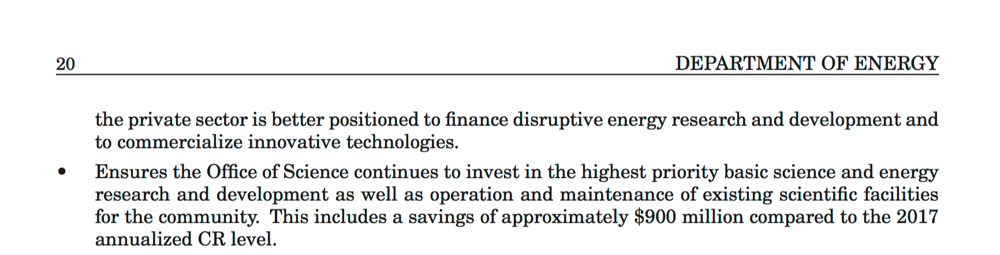 20
DEPARTMENT OF ENERGY
the private sector is better positioned to finance disruptive energy research and development and
to commercialize innovative technologies.
• Ensures the Office of Science continues to invest in the highest priority basic science and energy
research and development as well as operation and maintenance of existing scientific facilities
for the community. This includes a savings of approximately $900 million compared to the 2017
annualized CR level.